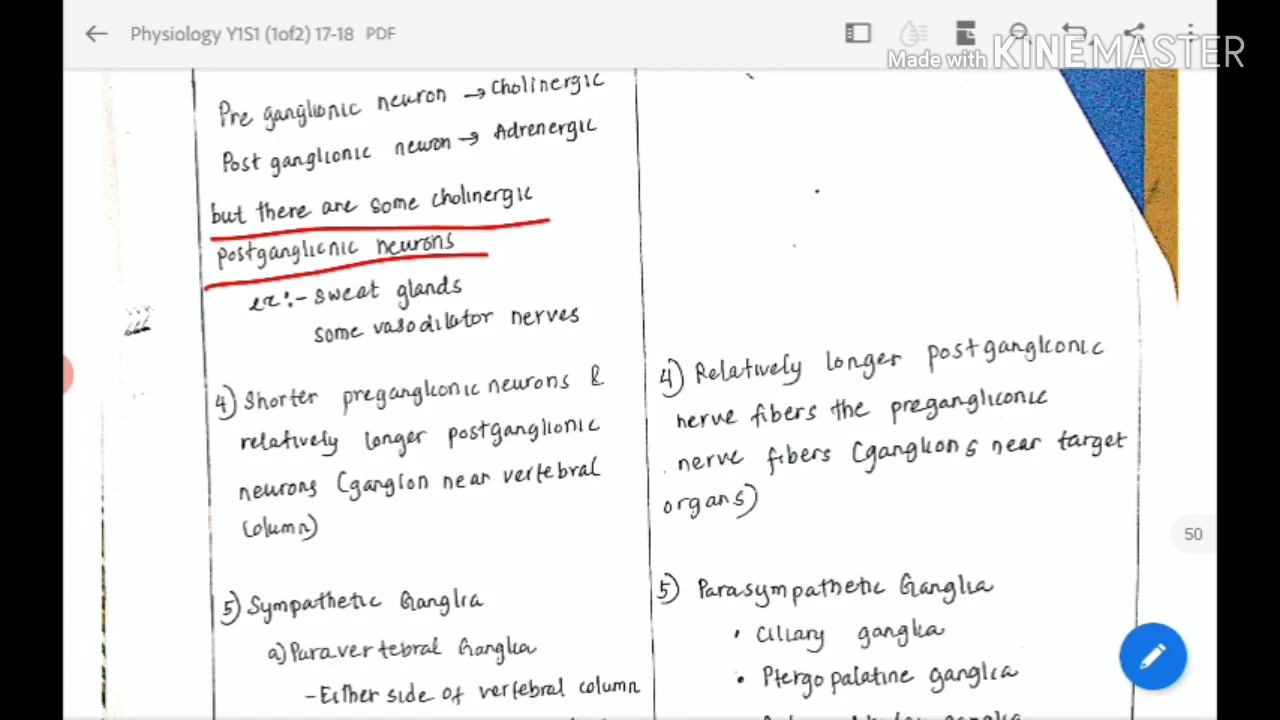 Physiology Y1S1 (1of2) 17-18 PDF
Made with KINEMASTER
Pre ganglionic neuron → Cholinergic
Post ganglionic neuron → Adrenergic
but there are some cholinergic
postganglionic neurons
ex:- sweat glands
some vasodilator nerves
4) Shorter preganglionic neurons &
relatively longer postganglionic
neurons (ganglion near vertebral
column)
5) Sympathetic Ganglia
a) Paravertebral Ganglia
- Either side of vertebral column
4) Relatively longer postganglionic
nerve fibers the preganglionic
nerve fibers (ganglions near target
organs)
5) Parasympathetic Ganglia
• Ciliary ganglia
• Ptergopalatine ganglia
50